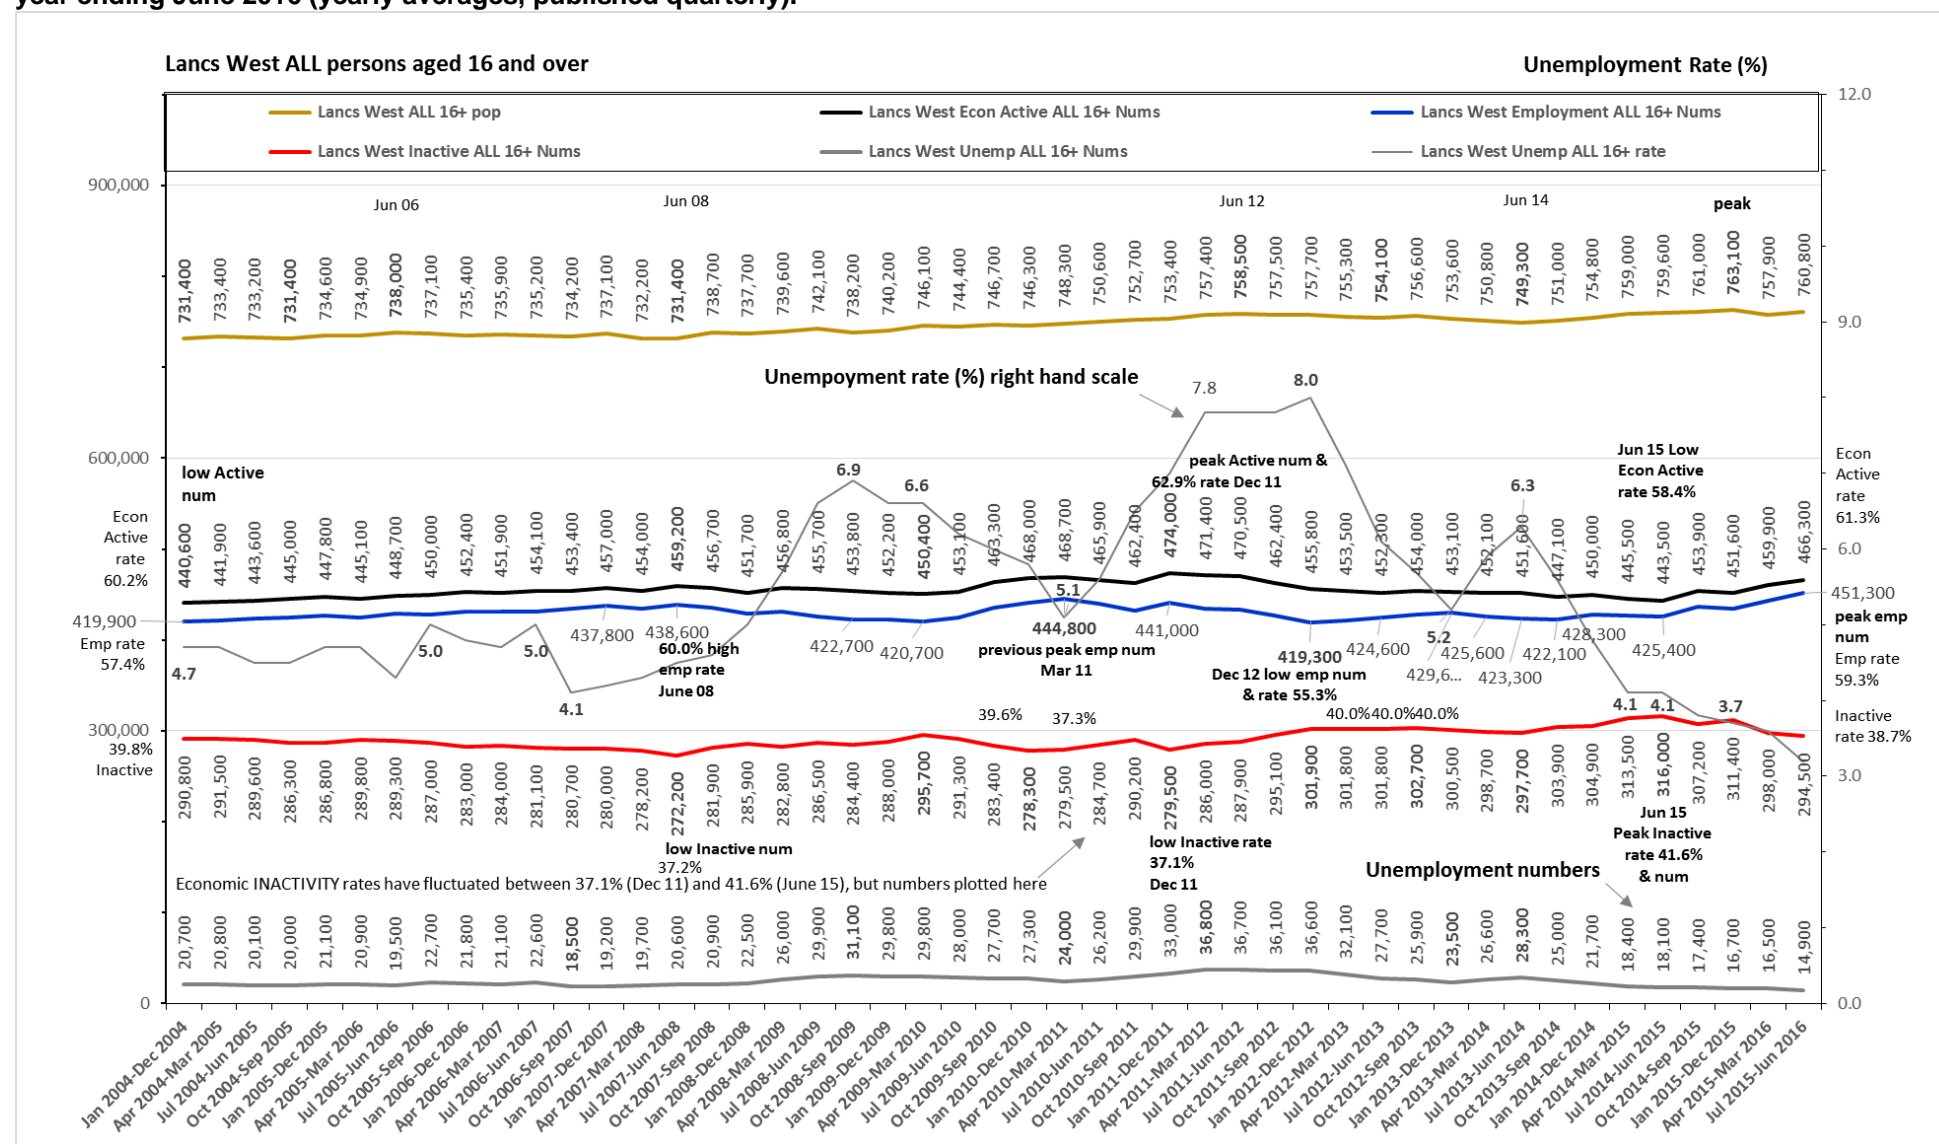 year ending June 2016 (yearly averages, published quarterly).
Lancs West ALL persons aged 16 and over
Unemployment Rate (%)
Lancs West ALL 16+ pop
Lancs West Econ Active ALL 16+ Nums
Lancs West Employment ALL 16+ Nums
Lancs West Inactive ALL 16+ Nums
Lancs West Unemp ALL 16+ Nums
Lancs West Unemp ALL 16+ rate
12.0
900,000
Jun 06
Jun 08
Jun 12
Jun 14
peak
731,400
733,400
733,200
731,400
734,600
734,900
738,000
737,100
735,400
735,900
735,200
734,200
737,100
732,200
731,400
738,700
737,700
739,600
742,100
738,200
740,200
746,100
744,400
746,700
746,300
748,300
750,600
752,700
753,400
757,400
758,500
757,500
757,700
755,300
754,100
756,600
753,600
750,800
749,300
751,000
754,800
759,000
759,600
761,000
763,100
757,900
760,800
9.0
Unempoyment rate (%) right hand scale
7.8
8.0
600,000
low Active
num
6.9
6.6
peak Active num &
62.9% rate Dec 11
6.3
Jun 15 Low
Econ Active
rate 58.4%
Econ
Active
rate
61.3%
Econ
Active
rate
60.2%
440,600
441,900
443,600
445,000
447,800
445,100
448,700
450,000
452,400
451,900
454,100
453,400
457,000
454,000
459,200
456,700
451,700
456,800
455,700
453,800
452,200
450,400
453,100
463,300
468,000
468,700
465,900
462,400
474,000
471,400
470,500
462,400
455,800
453,500
452,300
454,000
453,100
452,100
451,600
447,100
450,000
445,500
443,500
453,900
451,600
459,900
466,300
6.0
5.1
419,900
Emp rate
57.4%
4.7
5.0
5.0
4.1
437,800
438,600
60.0% high
emp rate
June 08
422,700
420,700
444,800
previous peak emp num
Mar 11
441,000
419,300
Dec 12 low emp num
& rate 55.3%
424,600
5.2
429,6...
425,600
423,300
422,100
428,300
425,400
451,300
peak emp
num
Emp rate
59.3%
39.6%
37.3%
40.0%
40.0%
40.0%
4.1
4.1
3.7
300,000
39.8%
Inactive
Inactive
rate 38.7%
290,800
291,500
289,600
286,300
286,800
289,800
289,300
287,000
283,000
284,000
281,100
280,700
280,000
278,200
272,200
281,900
285,900
282,800
286,500
284,400
288,000
295,700
291,300
283,400
278,300
279,500
284,700
290,200
279,500
286,000
287,900
295,100
301,900
301,800
301,800
302,700
300,500
298,700
297,700
303,900
304,900
313,500
316,000
307,200
311,400
298,000
294,500
3.0
low Inactive num
37.2%
low Inactive rate
37.1%
Dec 11
Jun 15
Peak Inactive
rate 41.6%
& num
Economic INACTIVITY rates have fluctuated between 37.1% (Dec 11) and 41.6% (June 15), but numbers plotted here
Unemployment numbers
20,700
20,800
20,100
20,000
21,100
20,900
19,500
22,700
21,800
21,100
22,600
18,500
19,200
19,700
20,600
20,900
22,500
26,000
29,900
31,100
29,800
29,800
28,000
27,700
27,300
24,000
26,200
29,900
33,000
36,800
36,700
36,100
36,600
32,100
27,700
25,900
23,500
26,600
28,300
25,000
21,700
18,400
18,100
17,400
16,700
16,500
14,900
0
0.0
Jan 2004-Dec 2004
Apr 2004-Mar 2005
Jul 2004-Jun 2005
Oct 2004-Sep 2005
Jan 2005-Dec 2005
Apr 2005-Mar 2006
Jul 2005-Jun 2006
Oct 2005-Sep 2006
Jan 2006-Dec 2006
Apr 2006-Mar 2007
Jul 2006-Jun 2007
Oct 2006-Sep 2007
Jan 2007-Dec 2007
Apr 2007-Mar 2008
Jul 2007-Jun 2008
Oct 2007-Sep 2008
Jan 2008-Dec 2008
Apr 2008-Mar 2009
Jul 2008-Jun 2009
Oct 2008-Sep 2009
Jan 2009-Dec 2009
Apr 2009-Mar 2010
Jul 2009-Jun 2010
Oct 2009-Sep 2010
Jan 2010-Dec 2010
Apr 2010-Mar 2011
Jul 2010-Jun 2011
Oct 2010-Sep 2011
Jan 2011-Dec 2011
Apr 2011-Mar 2012
Jul 2011-Jun 2012
Oct 2011-Sep 2012
Jan 2012-Dec 2012
Apr 2012-Mar 2013
Jul 2012-Jun 2013
Oct 2012-Sep 2013
Jan 2013-Dec 2013
Apr 2013-Mar 2014
Jul 2013-Jun 2014
Oct 2013-Sep 2014
Jan 2014-Dec 2014
Apr 2014-Mar 2015
Jul 2014-Jun 2015
Oct 2014-Sep 2015
Jan 2015-Dec 2015
Apr 2015-Mar 2016
Jul 2015-Jun 2016